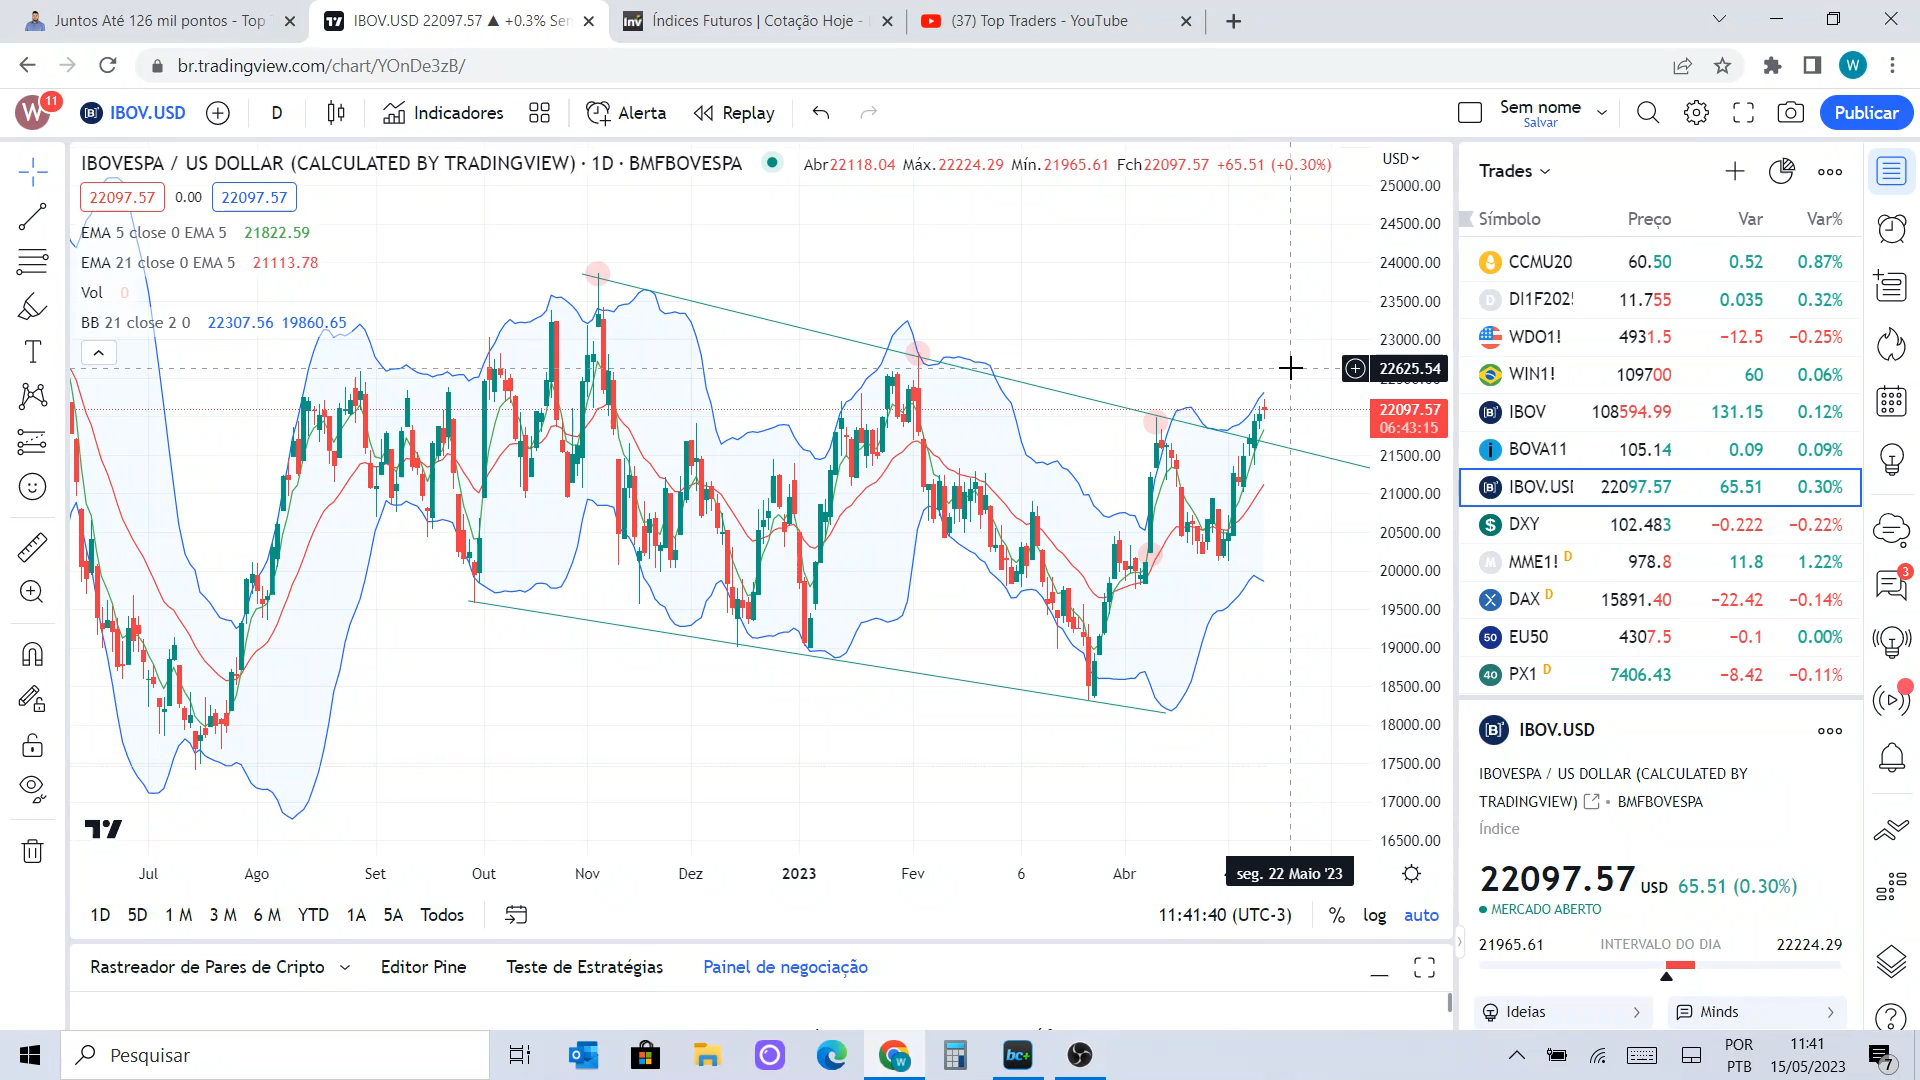 Juntos Até 126 mil pontos - Top T
IBOV.USD 22097.57 ▲ +0.3% Sem
Índices Futuros | Cotação Hoje -
(37) Top Traders - YouTube
br.tradingview.com/chart/YOnDe3zB/
W
W 11
IBOV.USD
D
Indicadores
Alerta
Replay
Sem nome
Salvar
Publicar
IBOVESPA / US DOLLAR (CALCULATED BY TRADINGVIEW) · 1D · BMFBOVESPA
Abr22118.04 Máx.22224.29 Mín.21965.61 Fch22097.57 +65.51 (+0.30%)
USD
22097.57 0.00 22097.57
EMA 5 close 0 EMA 5 21822.59
EMA 21 close 0 EMA 5 21113.78
Vol 0
BB 21 close 2 0 22307.56 19860.65
25000.00
24500.00
24000.00
23500.00
23000.00
22625.54
22097.57
06:43:15
21500.00
21000.00
20500.00
20000.00
19500.00
19000.00
18500.00
18000.00
17500.00
17000.00
16500.00
Jul Ago Set Out Nov Dez 2023 Fev 6 Abr seg. 22 Maio '23
1D 5D 1 M 3 M 6 M YTD 1A 5A Todos
11:41:40 (UTC-3) % log auto
Rastreador de Pares de Cripto Editor Pine Teste de Estratégias Painel de negociação
Trades
Símbolo Preço Var Var%
CCMU20 60.50 0.52 0.87%
DI1F202 11.755 0.035 0.32%
WDO1! 4931.5 −12.5 −0.25%
WIN1! 109700 60 0.06%
IBOV 108594.99 131.15 0.12%
BOVA11 105.14 0.09 0.09%
IBOV.USD 22097.57 65.51 0.30%
DXY 102.483 −0.222 −0.22%
MME1! D 978.8 11.8 1.22%
DAX D 15891.40 −22.42 −0.14%
EU50 4307.5 −0.1 0.00%
PX1 D 7406.43 −8.42 −0.11%
IBOV.USD
IBOVESPA / US DOLLAR (CALCULATED BY
TRADINGVIEW) • BMFBOVESPA
Índice
22097.57 USD 65.51 (0.30%)
MERCADO ABERTO
21965.61 INTERVALO DO DIA 22224.29
Ideias
Minds
3
Pesquisar
POR
PTB
11:41
15/05/2023
7